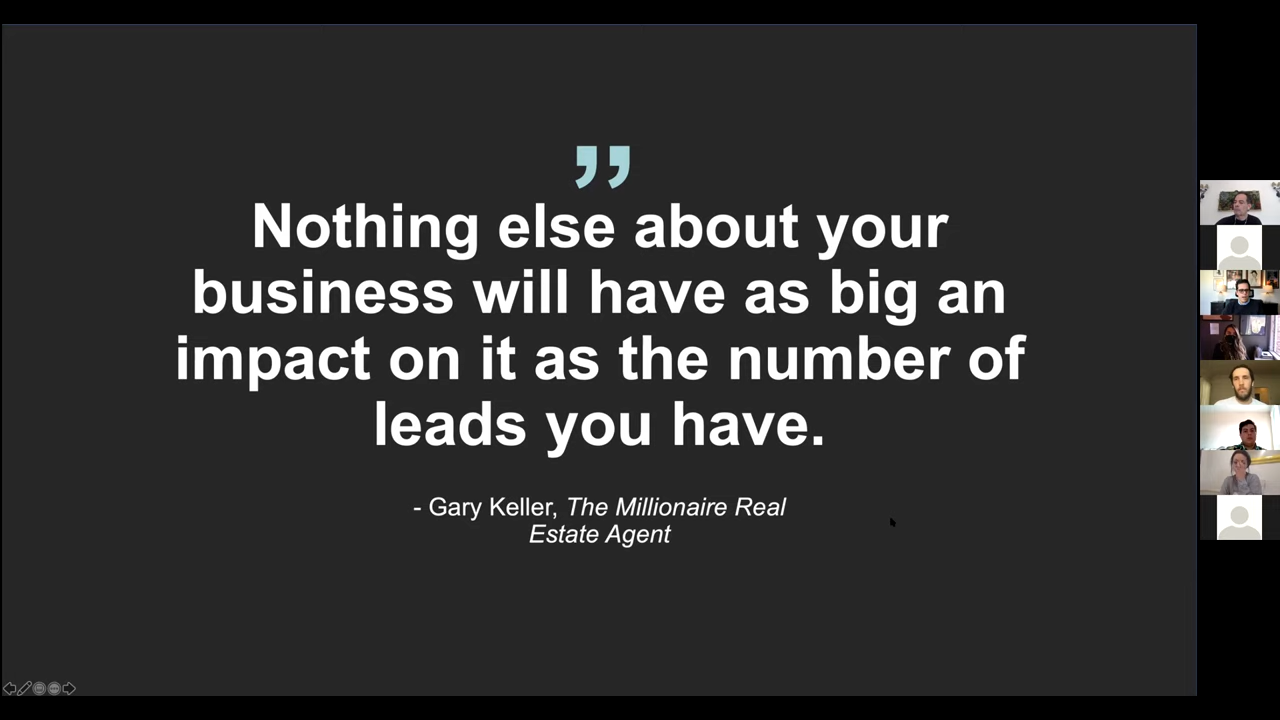 ”
Nothing else about your
business will have as big an
impact on it as the number of
leads you have.
- Gary Keller, The Millionaire Real
Estate Agent